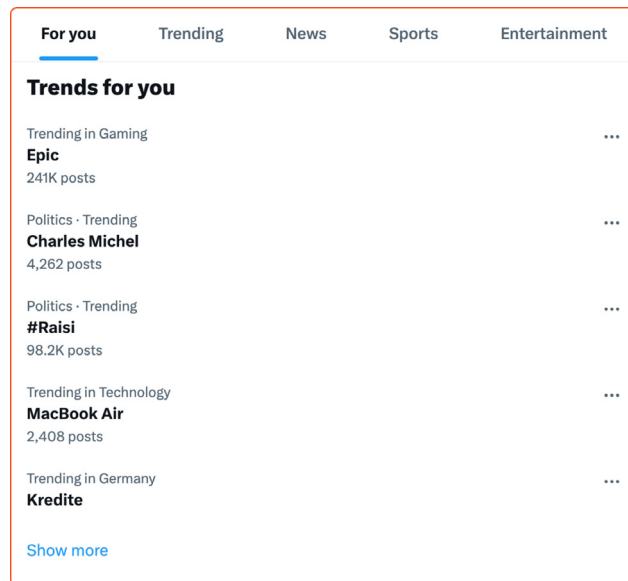 For you Trending News Sports Entertainment
Trends for you
Trending in Gaming
Epic
241K posts
Politics · Trending
Charles Michel
4,262 posts
Politics · Trending
#Raisi
98.2K posts
Trending in Technology
MacBook Air
2,408 posts
Trending in Germany
Kredite
Show more